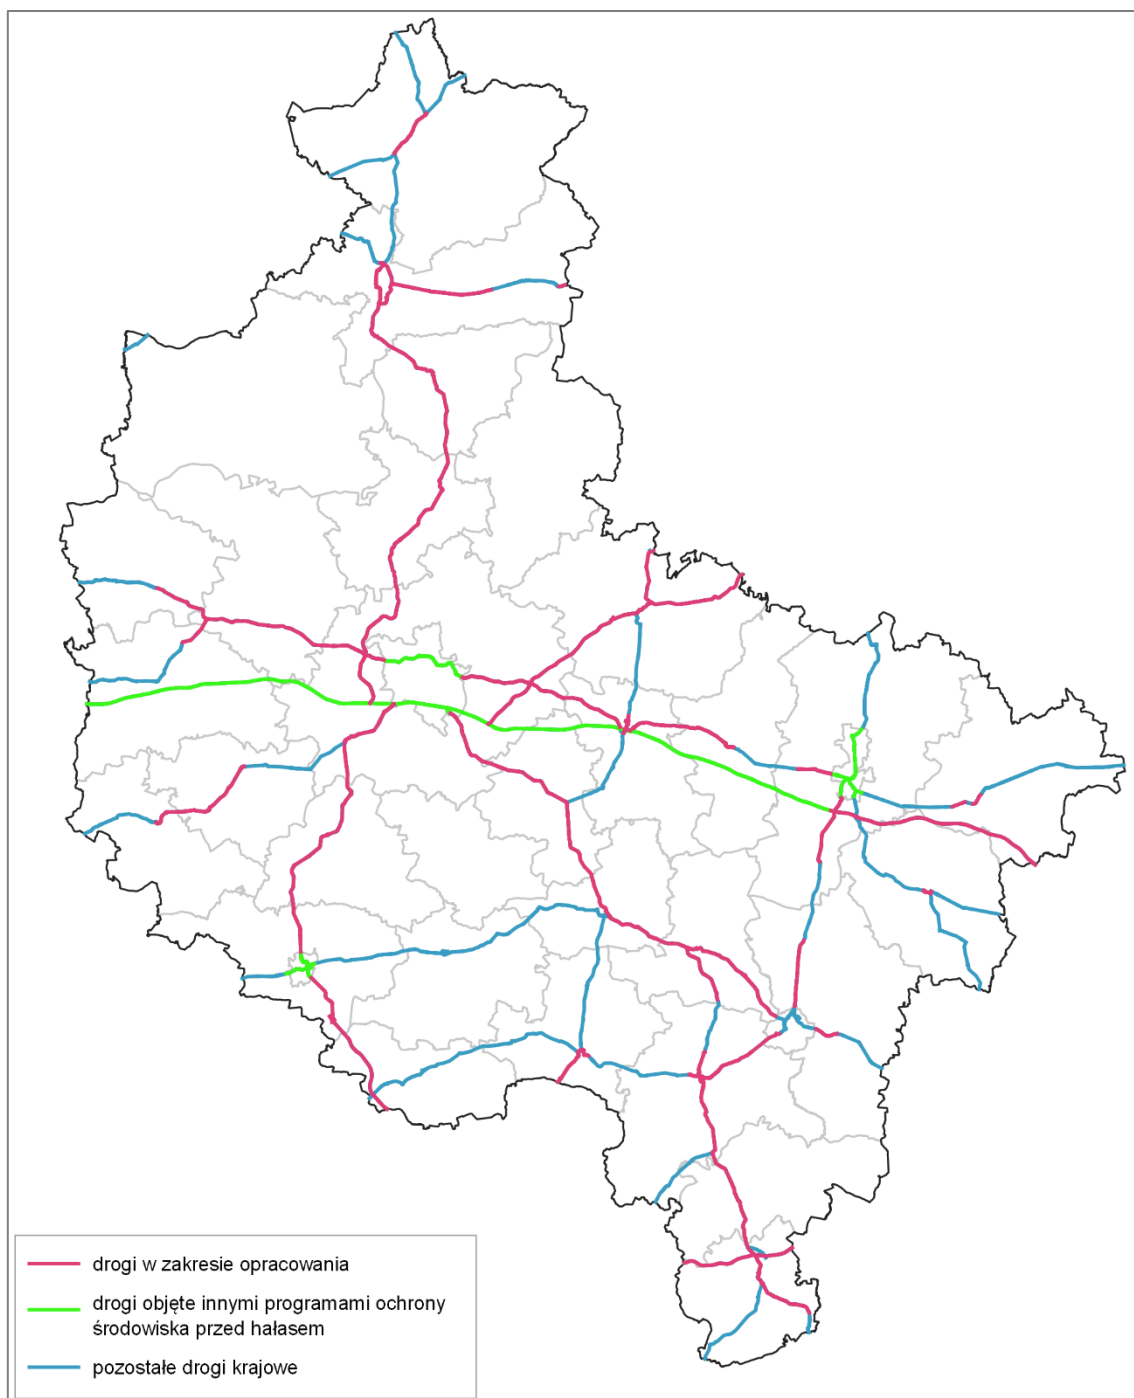 drogi w zakresie opracowania
drogi objęte innymi programami ochrony
środowiska przed hałasem
pozostałe drogi krajowe